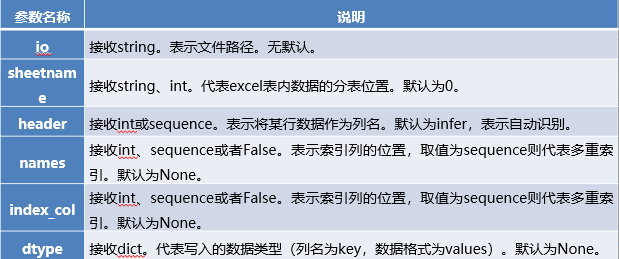 参数名称 说明
io 接收string。表示文件路径。无默认。
sheetnam
e 接收string、int。代表excel表内数据的分表位置。默认为0。
header 接收int或sequence。表示将某行数据作为列名。默认为infer，表示自动识别。
names 接收int、sequence或者False。表示索引列的位置，取值为sequence则代表多重索
引。默认为None。
index_col 接收int、sequence或者False。表示索引列的位置，取值为sequence则代表多重索
引。默认为None。
dtype 接收dict。代表写入的数据类型（列名为key，数据格式为values）。默认为None。